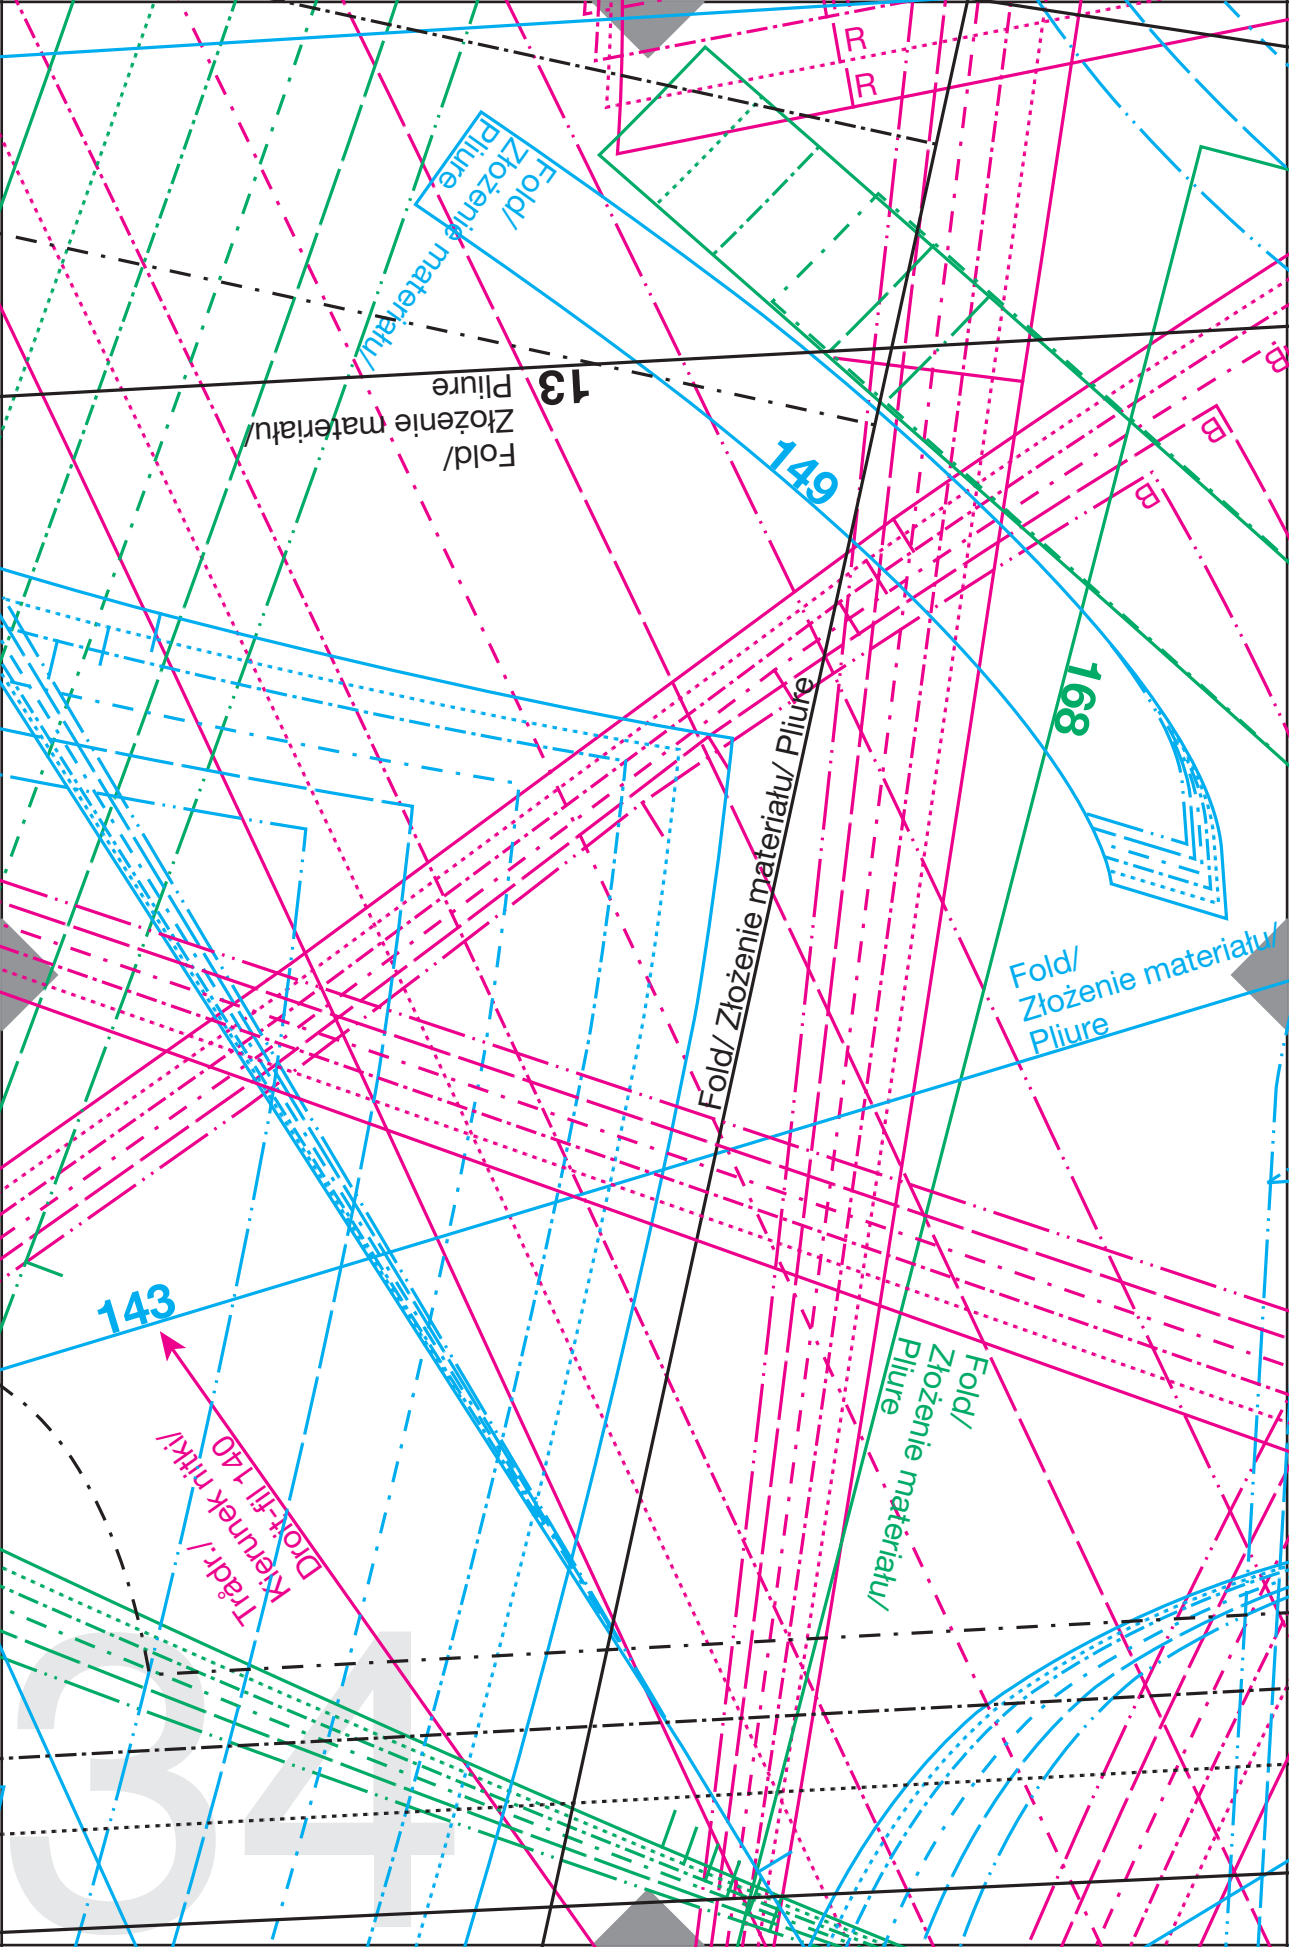 R
R
Fold/
Złożenie materiału/
Pliure
13
Fold/
Złożenie materiału/
Pliure
149
B
B
B
168
Fold/ Złożenie materiału/ Pliure
Fold/
Złożenie materiału/
Pliure
143
Trådr./
Kierunek nitki/
Droit-fil 140
Fold/
Złożenie materiału/
Pliure
34